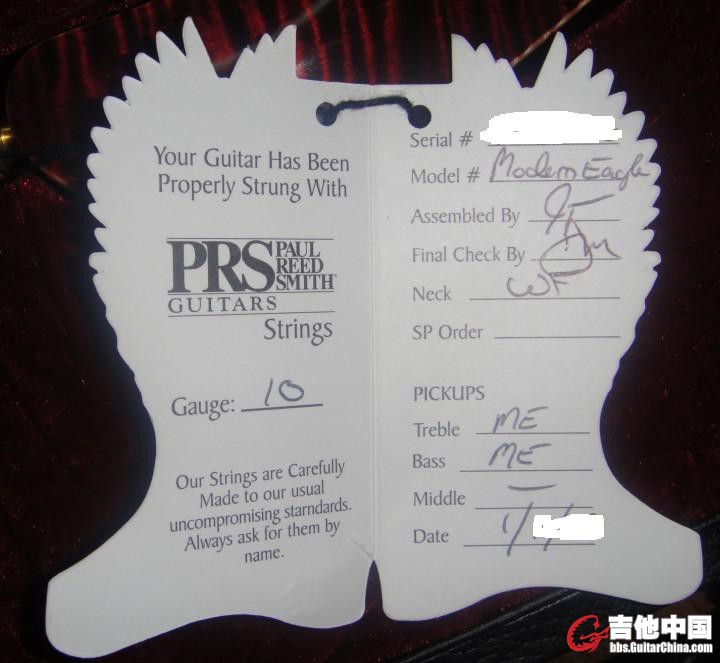 Your Guitar Has Been
Properly Strung With
PRS PAUL
REED
SMITH
GUITARS
Strings
Gauge: 10
Our Strings are Carefully
Made to our usual
uncompromising starndards.
Always ask for them by
name.
Serial #
Model # Modern Eagle
Assembled By
Final Check By
Neck WF
SP Order
PICKUPS
Treble ME
Bass ME
Middle —
Date 1/
吉他中国
bbs.GuitarChina.com